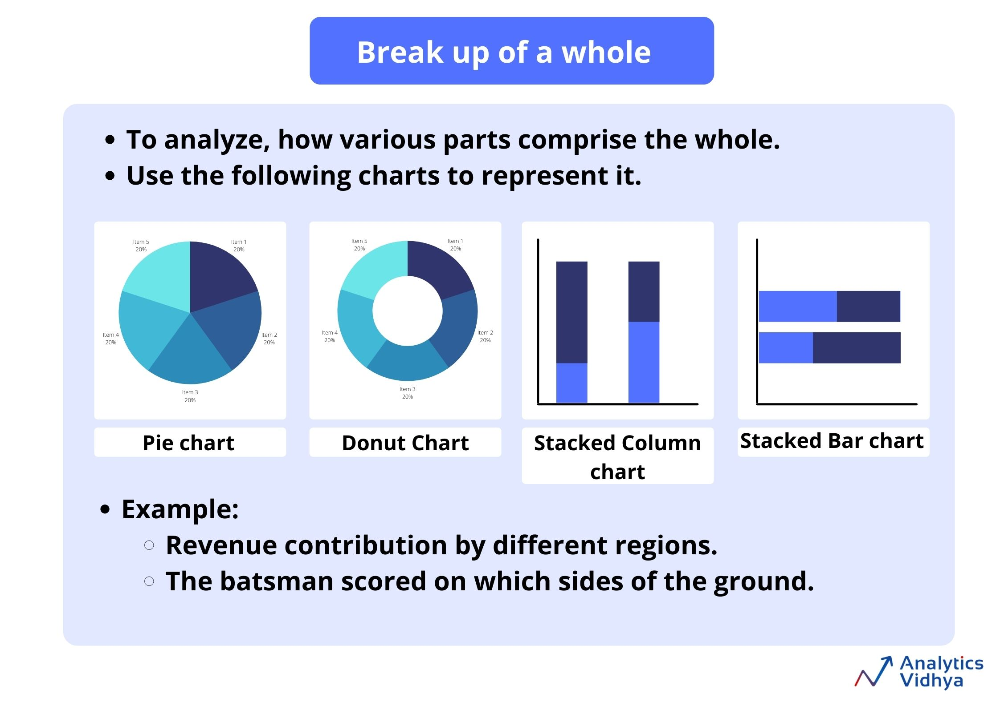 Break up of a whole
To analyze, how various parts comprise the whole.
Use the following charts to represent it.
Item 5
20%
Item 1
20%
Item 4
20%
Item 2
20%
Item 3
20%
Pie chart
Item 5
20%
Item 1
20%
Item 4
20%
Item 2
20%
Item 3
20%
Donut Chart
Stacked Column
chart
Stacked Bar chart
Example:
Revenue contribution by different regions.
The batsman scored on which sides of the ground.
Analytics
Vidhya